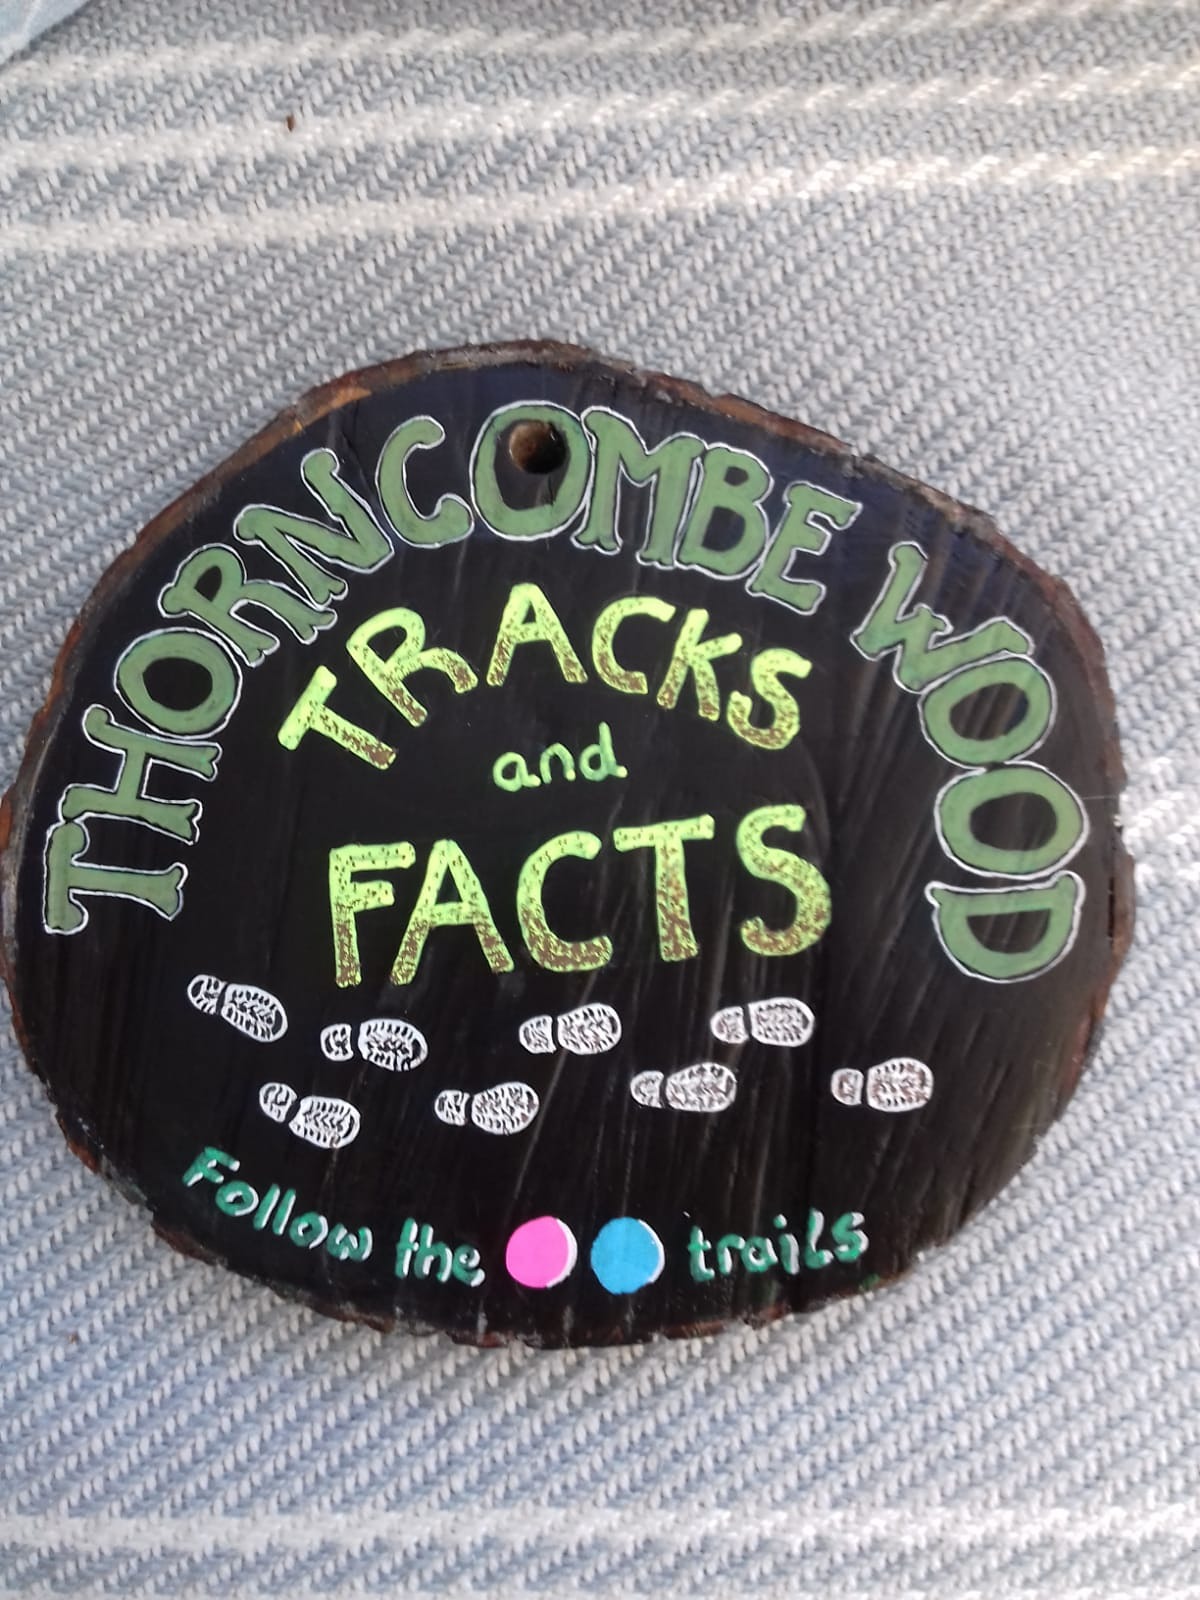 THORNCOMBE WOOD
TRACKS
and
FACTS
Follow the trails